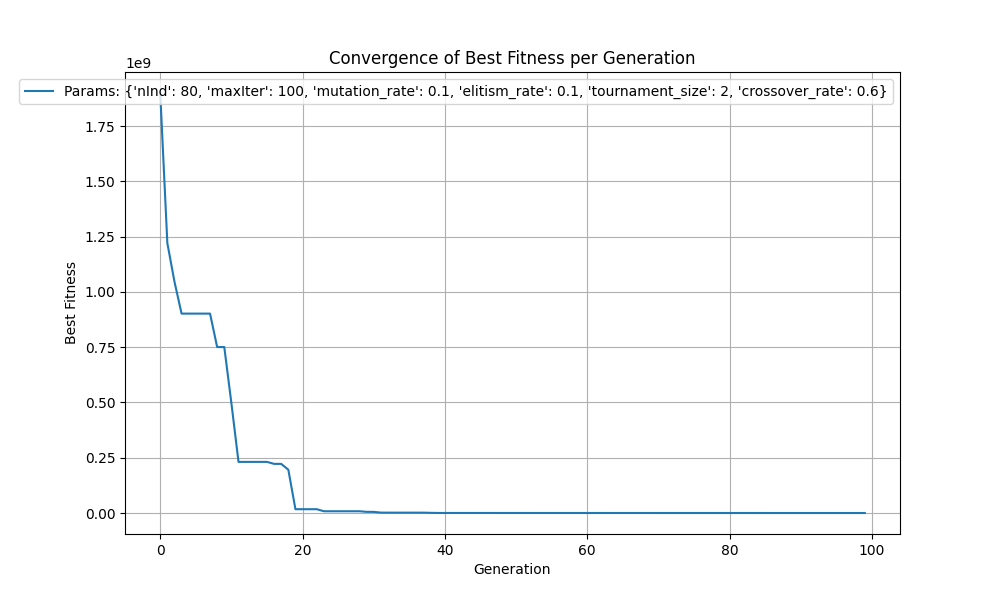 Convergence of Best Fitness per Generation
1e9
Params: {'nInd': 80, 'maxIter': 100, 'mutation_rate': 0.1, 'elitism_rate': 0.1, 'tournament_size': 2, 'crossover_rate': 0.6}
1.75
1.50
1.25
1.00
0.75
0.50
0.25
0.00
Best Fitness
0 20 40 60 80 100
Generation